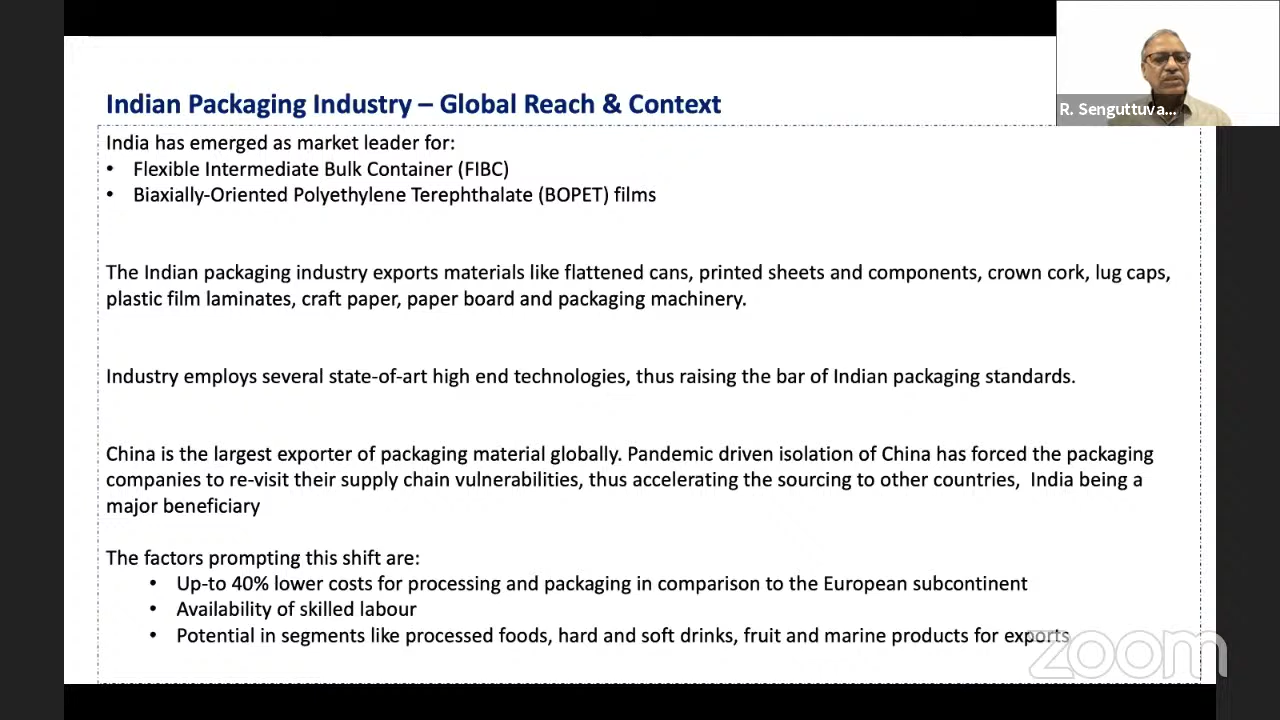 Indian Packaging Industry – Global Reach & Context
R. Senguttuva...
India has emerged as market leader for:
• Flexible Intermediate Bulk Container (FIBC)
• Biaxially-Oriented Polyethylene Terephthalate (BOPET) films
The Indian packaging industry exports materials like flattened cans, printed sheets and components, crown cork, lug caps,
plastic film laminates, craft paper, paper board and packaging machinery.
Industry employs several state-of-art high end technologies, thus raising the bar of Indian packaging standards.
China is the largest exporter of packaging material globally. Pandemic driven isolation of China has forced the packaging
companies to re-visit their supply chain vulnerabilities, thus accelerating the sourcing to other countries, India being a
major beneficiary
The factors prompting this shift are:
• Up-to 40% lower costs for processing and packaging in comparison to the European subcontinent
• Availability of skilled labour
• Potential in segments like processed foods, hard and soft drinks, fruit and marine products for exports
zoom